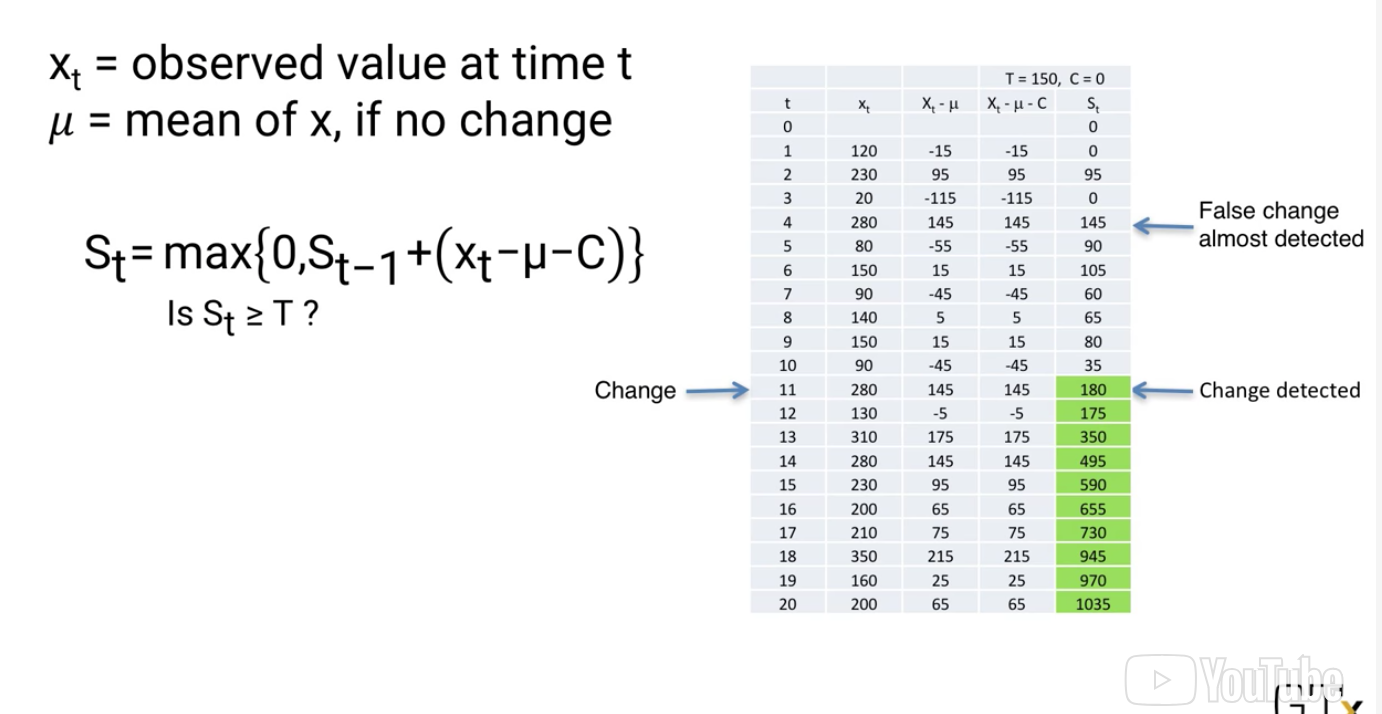 xt = observed value at time t
μ = mean of x, if no change
St= max{0,St−1+(xt−μ−C)}
Is St ≥ T ?
T = 150, C = 0
t xt Xt - μ Xt - μ - C St
0 0
1 120 -15 -15 0
2 230 95 95 95
3 20 -115 -115 0
4 280 145 145 145
5 80 -55 -55 90
6 150 15 15 105
7 90 -45 -45 60
8 140 5 5 65
9 150 15 15 80
10 90 -45 -45 35
11 280 145 145 180
12 130 -5 -5 175
13 310 175 175 350
14 280 145 145 495
15 230 95 95 590
16 200 65 65 655
17 210 75 75 730
18 350 215 215 945
19 160 25 25 970
20 200 65 65 1035
False change
almost detected
Change
Change detected
YouTube